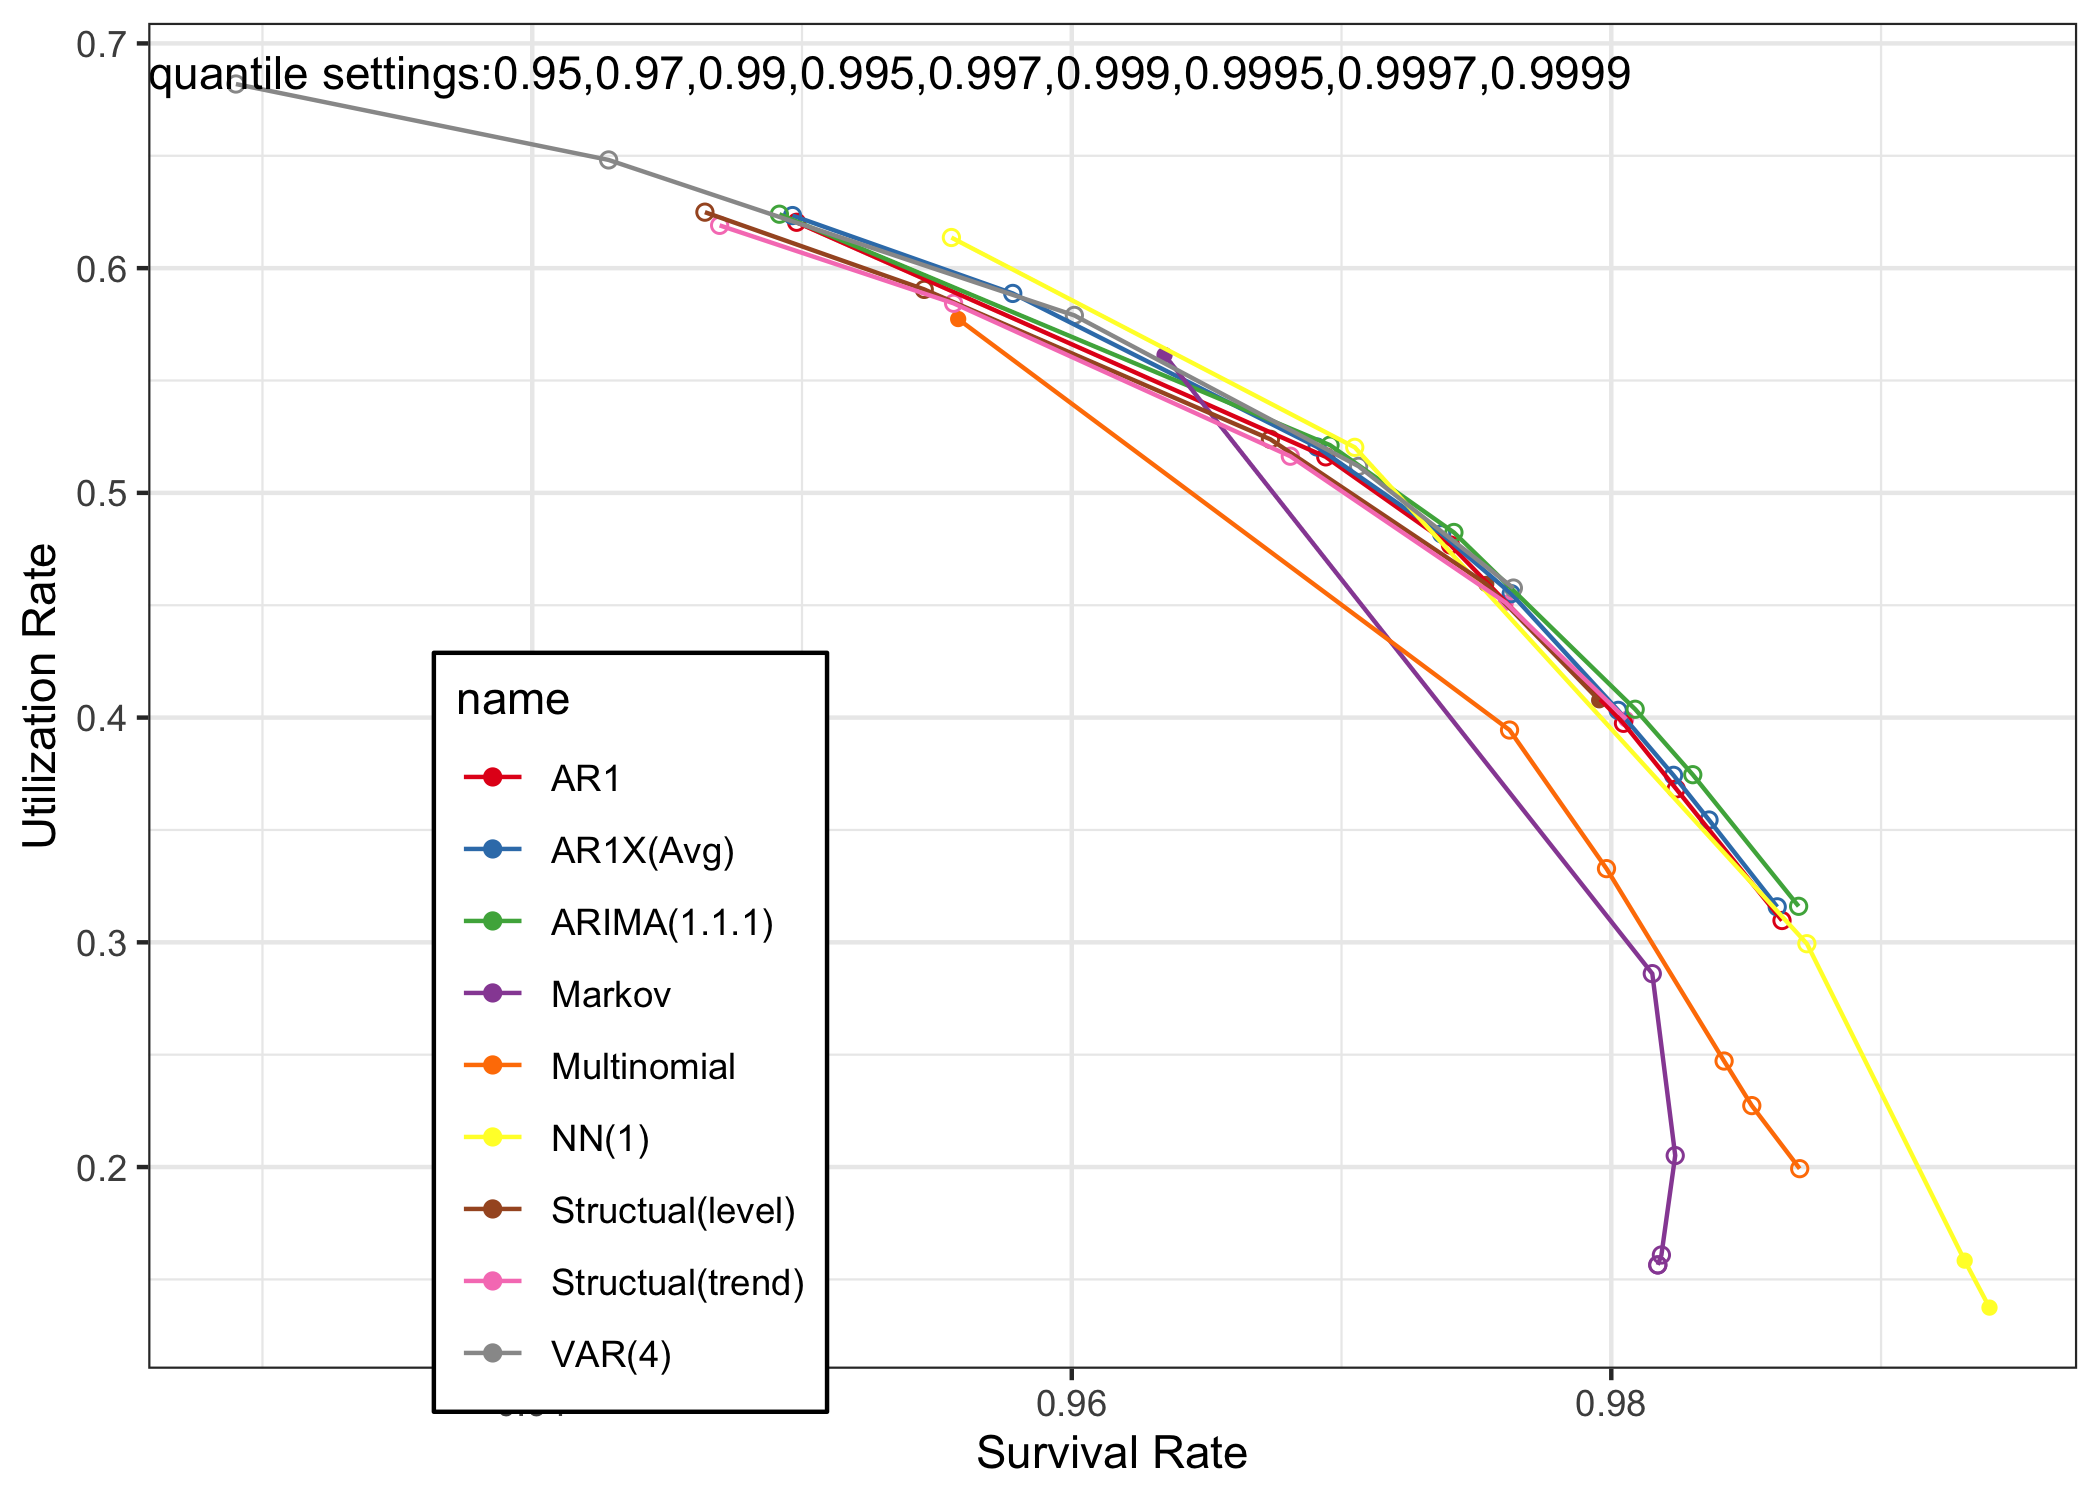 0.7
quantile settings:0.95,0.97,0.99,0.995,0.997,0.999,0.9995,0.9997,0.9999
0.6
0.5
0.4
0.3
0.2
Utilization Rate
name
AR1
AR1X(Avg)
ARIMA(1.1.1)
Markov
Multinomial
NN(1)
Structual(level)
Structual(trend)
VAR(4)
0.96
0.98
Survival Rate